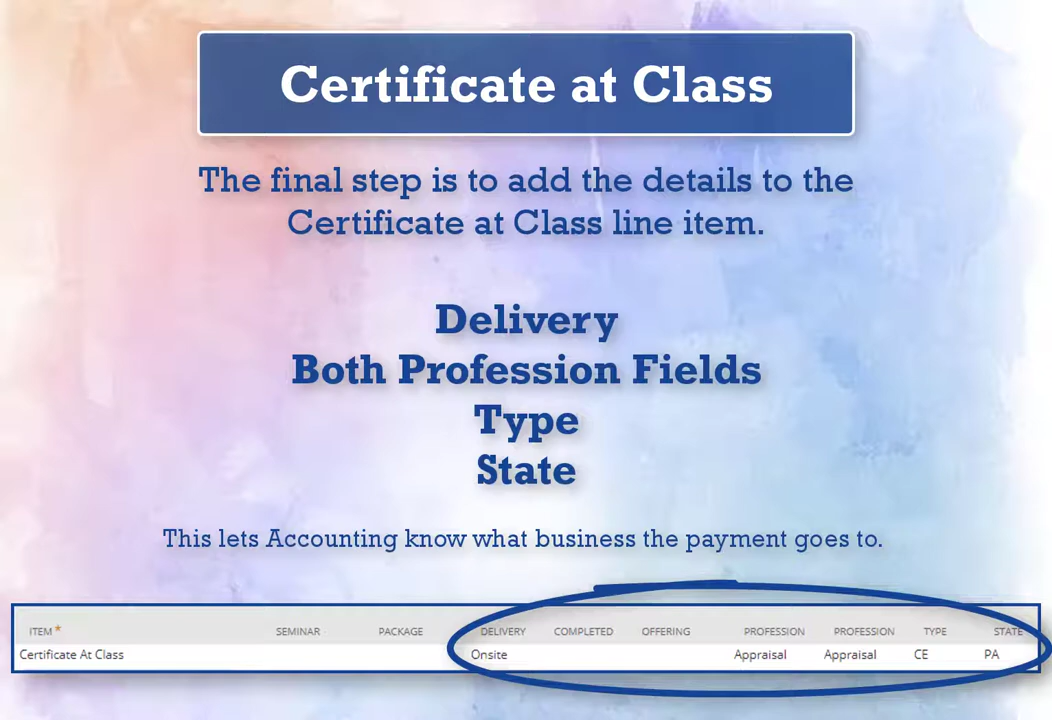 Certificate at Class
The final step is to add the details to the
Certificate at Class line item.
Delivery
Both Profession Fields
Type
State
This lets Accounting know what business the payment goes to.
ITEM * SEMINAR PACKAGE DELIVERY COMPLETED OFFERING PROFESSION PROFESSION TYPE STATE
Certificate At Class Onsite Appraisal Appraisal CE PA